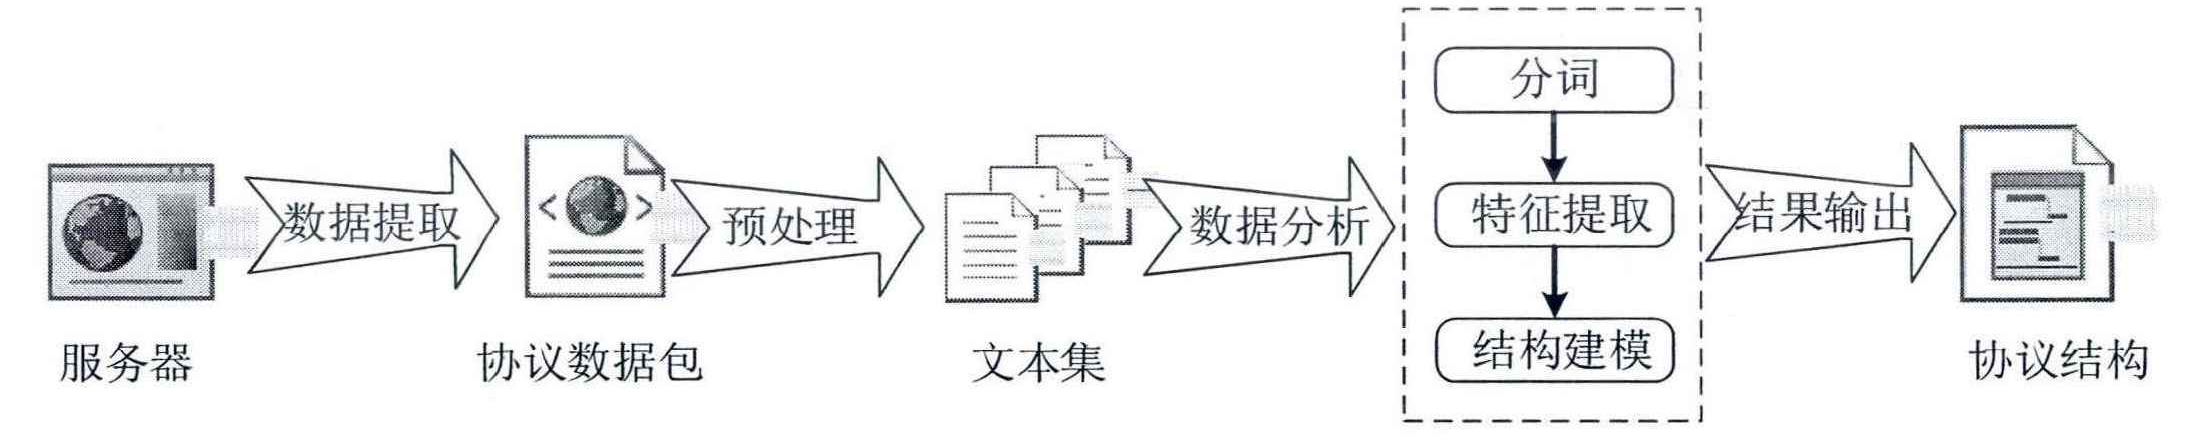 分词
数据提取
预处理
数据分析
特征提取
结果输出
结构建模
服务器
协议数据包
文本集
协议结构